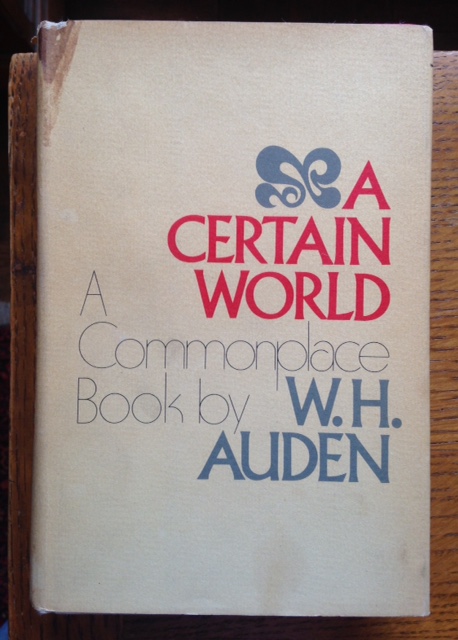 A
CERTAIN
WORLD
A
Commonplace
Book by W.H.
AUDEN